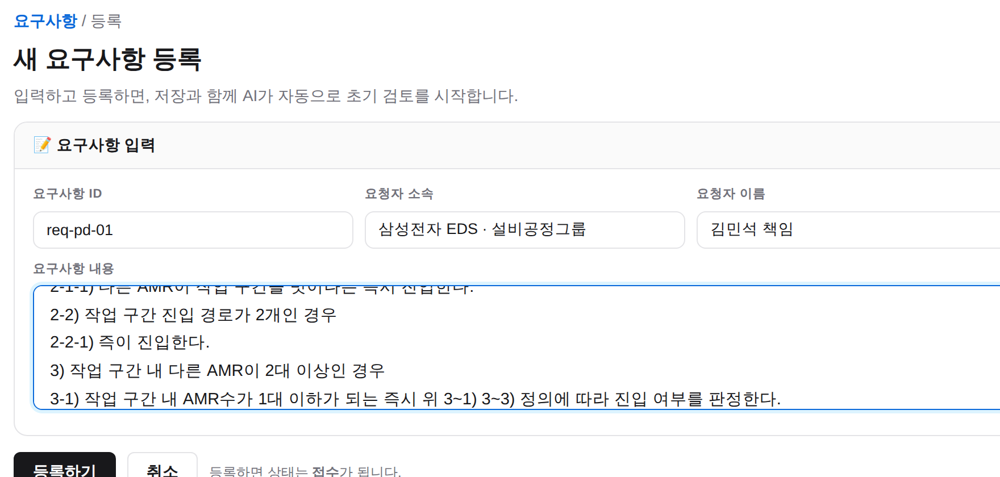 요구사항 / 등록
새 요구사항 등록
입력하고 등록하면, 저장과 함께 AI가 자동으로 초기 검토를 시작합니다.
📝 요구사항 입력
요구사항 ID
요청자 소속
요청자 이름
req-pd-01
삼성전자 EDS · 설비공정그룹
김민석 책임
요구사항 내용
2-1-1) 다른 AMR이 작업 구간을 벗어나는 즉시 진입한다.
2-2) 작업 구간 진입 경로가 2개인 경우
2-2-1) 즉이 진입한다.
3) 작업 구간 내 다른 AMR이 2대 이상인 경우
3-1) 작업 구간 내 AMR수가 1대 이하가 되는 즉시 위 3~1) 3~3) 정의에 따라 진입 여부를 판정한다.
등록하기
취소
등록하면 상태는 접수가 됩니다.